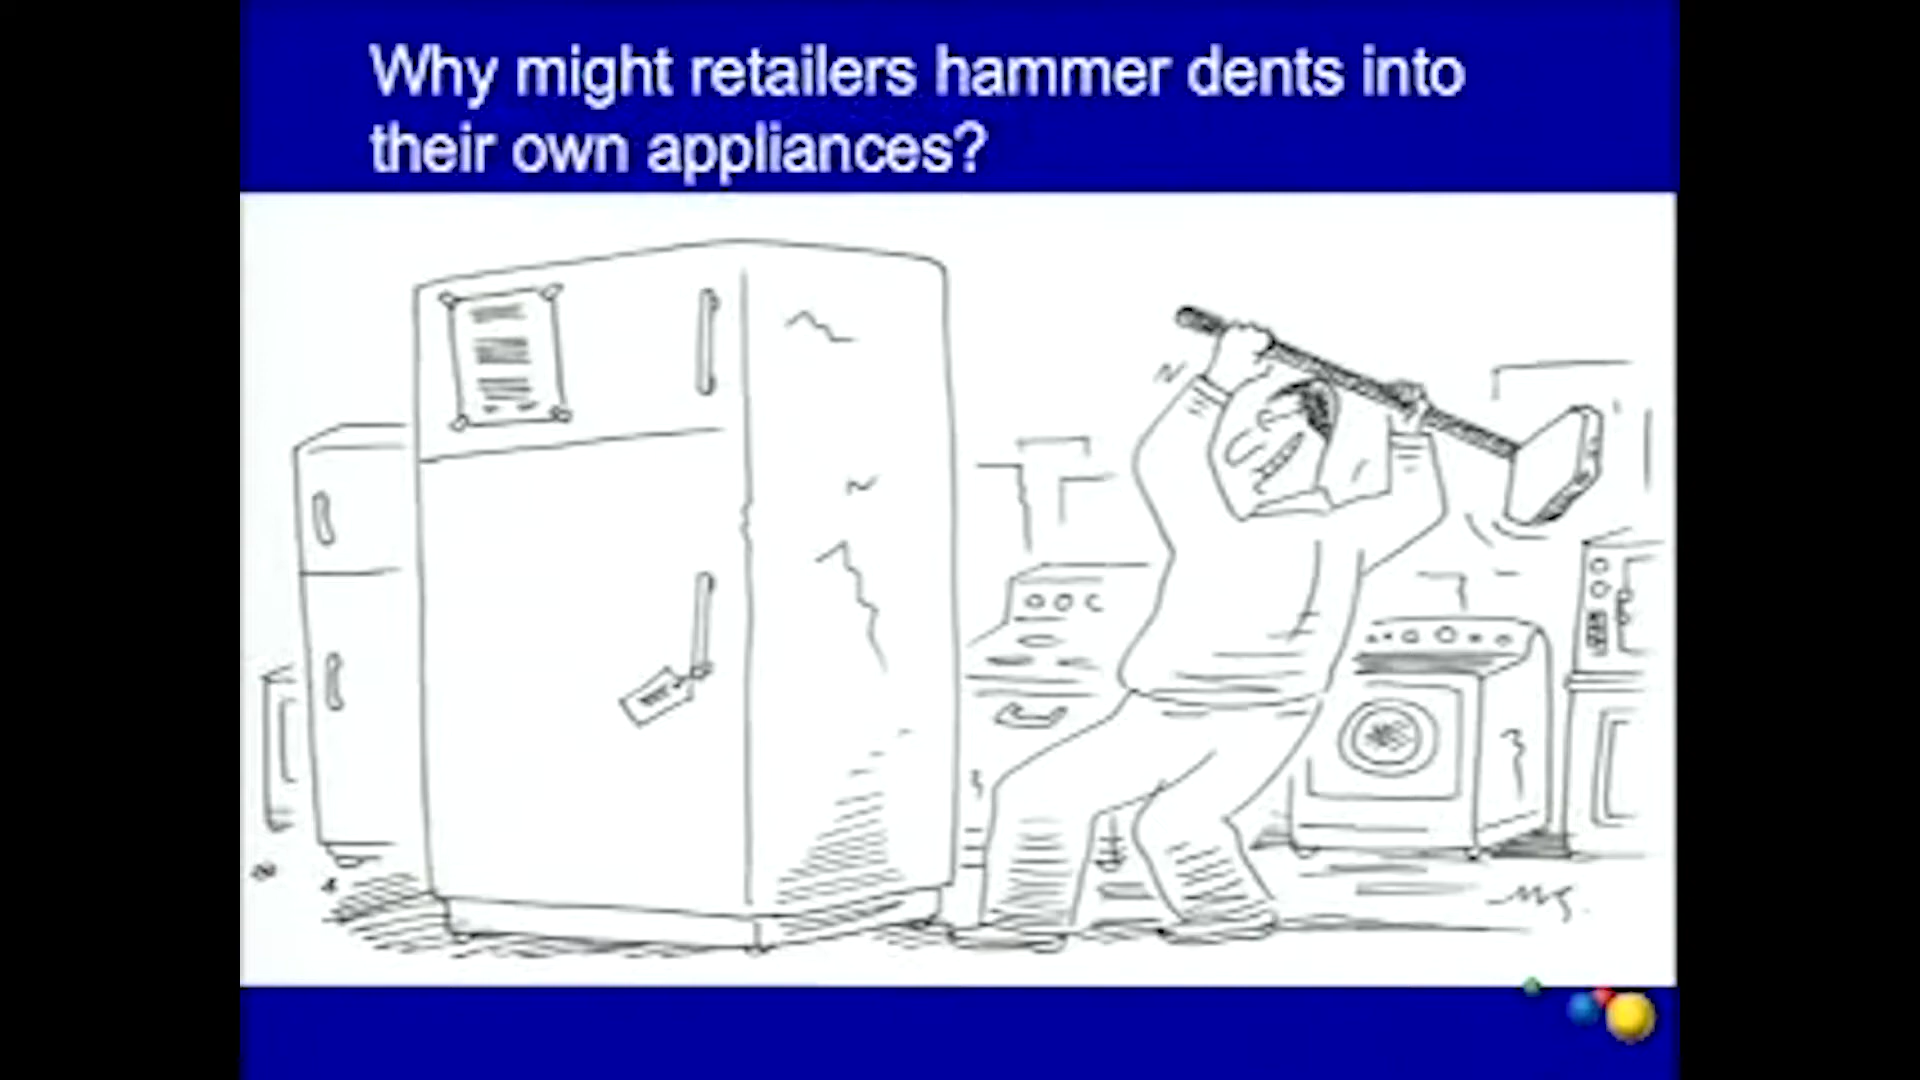 Why might retailers hammer dents into
their own appliances?